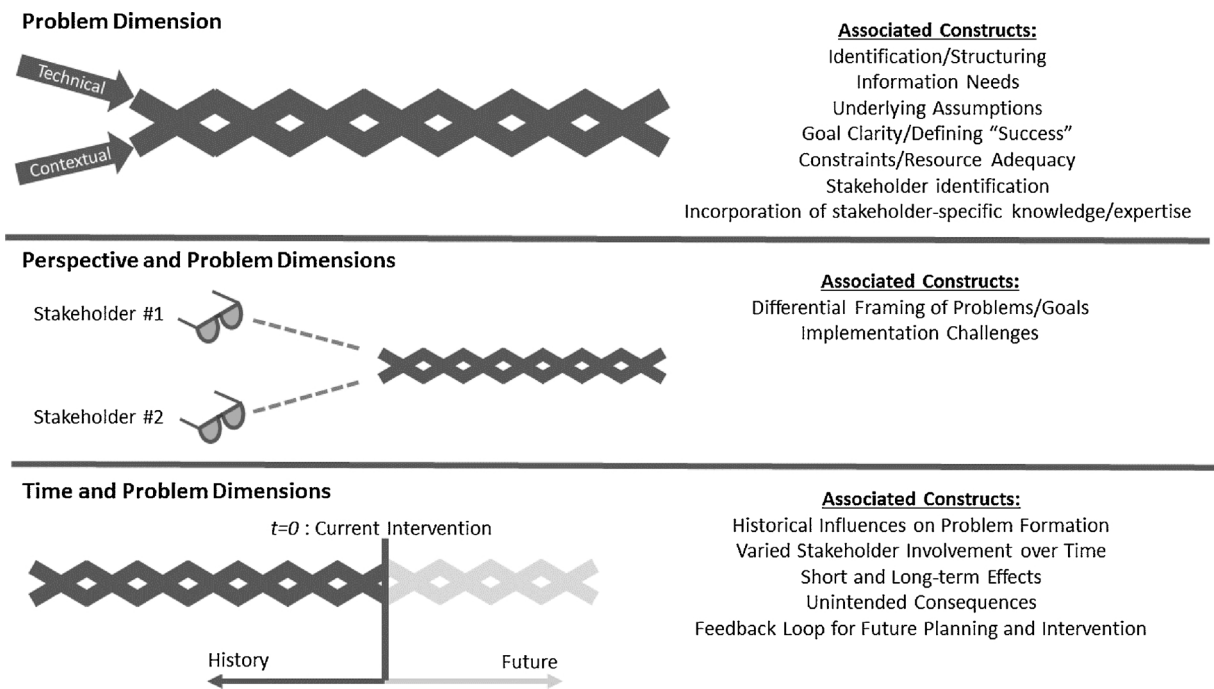 Problem Dimension
Technical
Contextual
Associated Constructs:
Identification/Structuring
Information Needs
Underlying Assumptions
Goal Clarity/Defining “Success”
Constraints/Resource Adequacy
Stakeholder identification
Incorporation of stakeholder-specific knowledge/expertise
Perspective and Problem Dimensions
Stakeholder #1
Stakeholder #2
Associated Constructs:
Differential Framing of Problems/Goals
Implementation Challenges
Time and Problem Dimensions
t=0 : Current Intervention
History
Future
Associated Constructs:
Historical Influences on Problem Formation
Varied Stakeholder Involvement over Time
Short and Long-term Effects
Unintended Consequences
Feedback Loop for Future Planning and Intervention